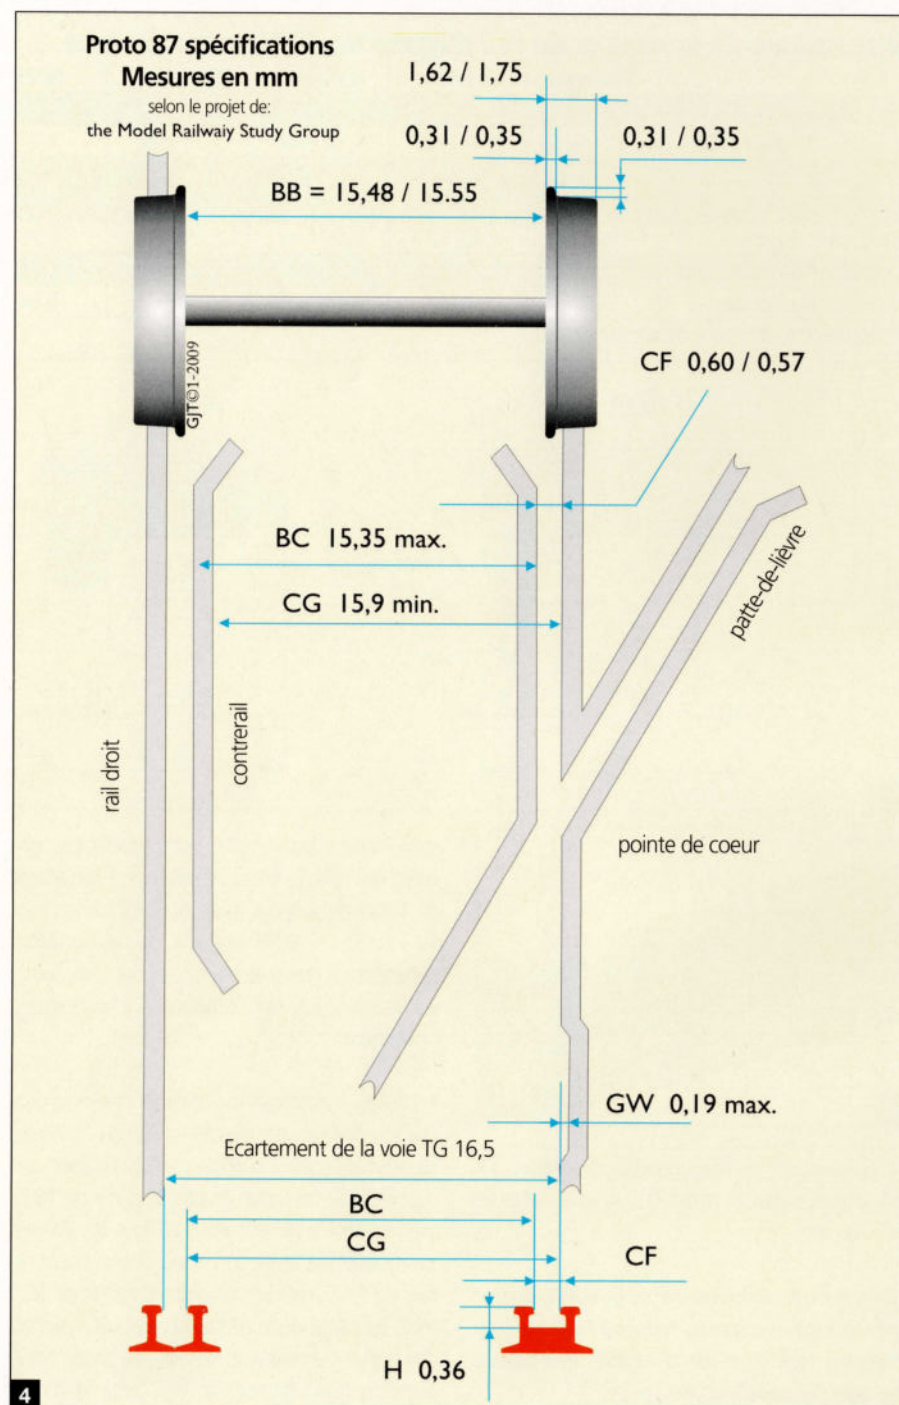 Proto 87 spécifications
Mesures en mm
selon le projet de:
the Model Railwaiy Study Group
1,62 / 1,75
0,31 / 0,35
0,31 / 0,35
BB = 15,48 / 15.55
GJT©1-2009
CF 0,60 / 0,57
BC 15,35 max.
CG 15,9 min.
patte-de-lièvre
rail droit
contrerail
pointe de coeur
GW 0,19 max.
Ecartement de la voie TG 16,5
BC
CG
CF
H 0,36
4